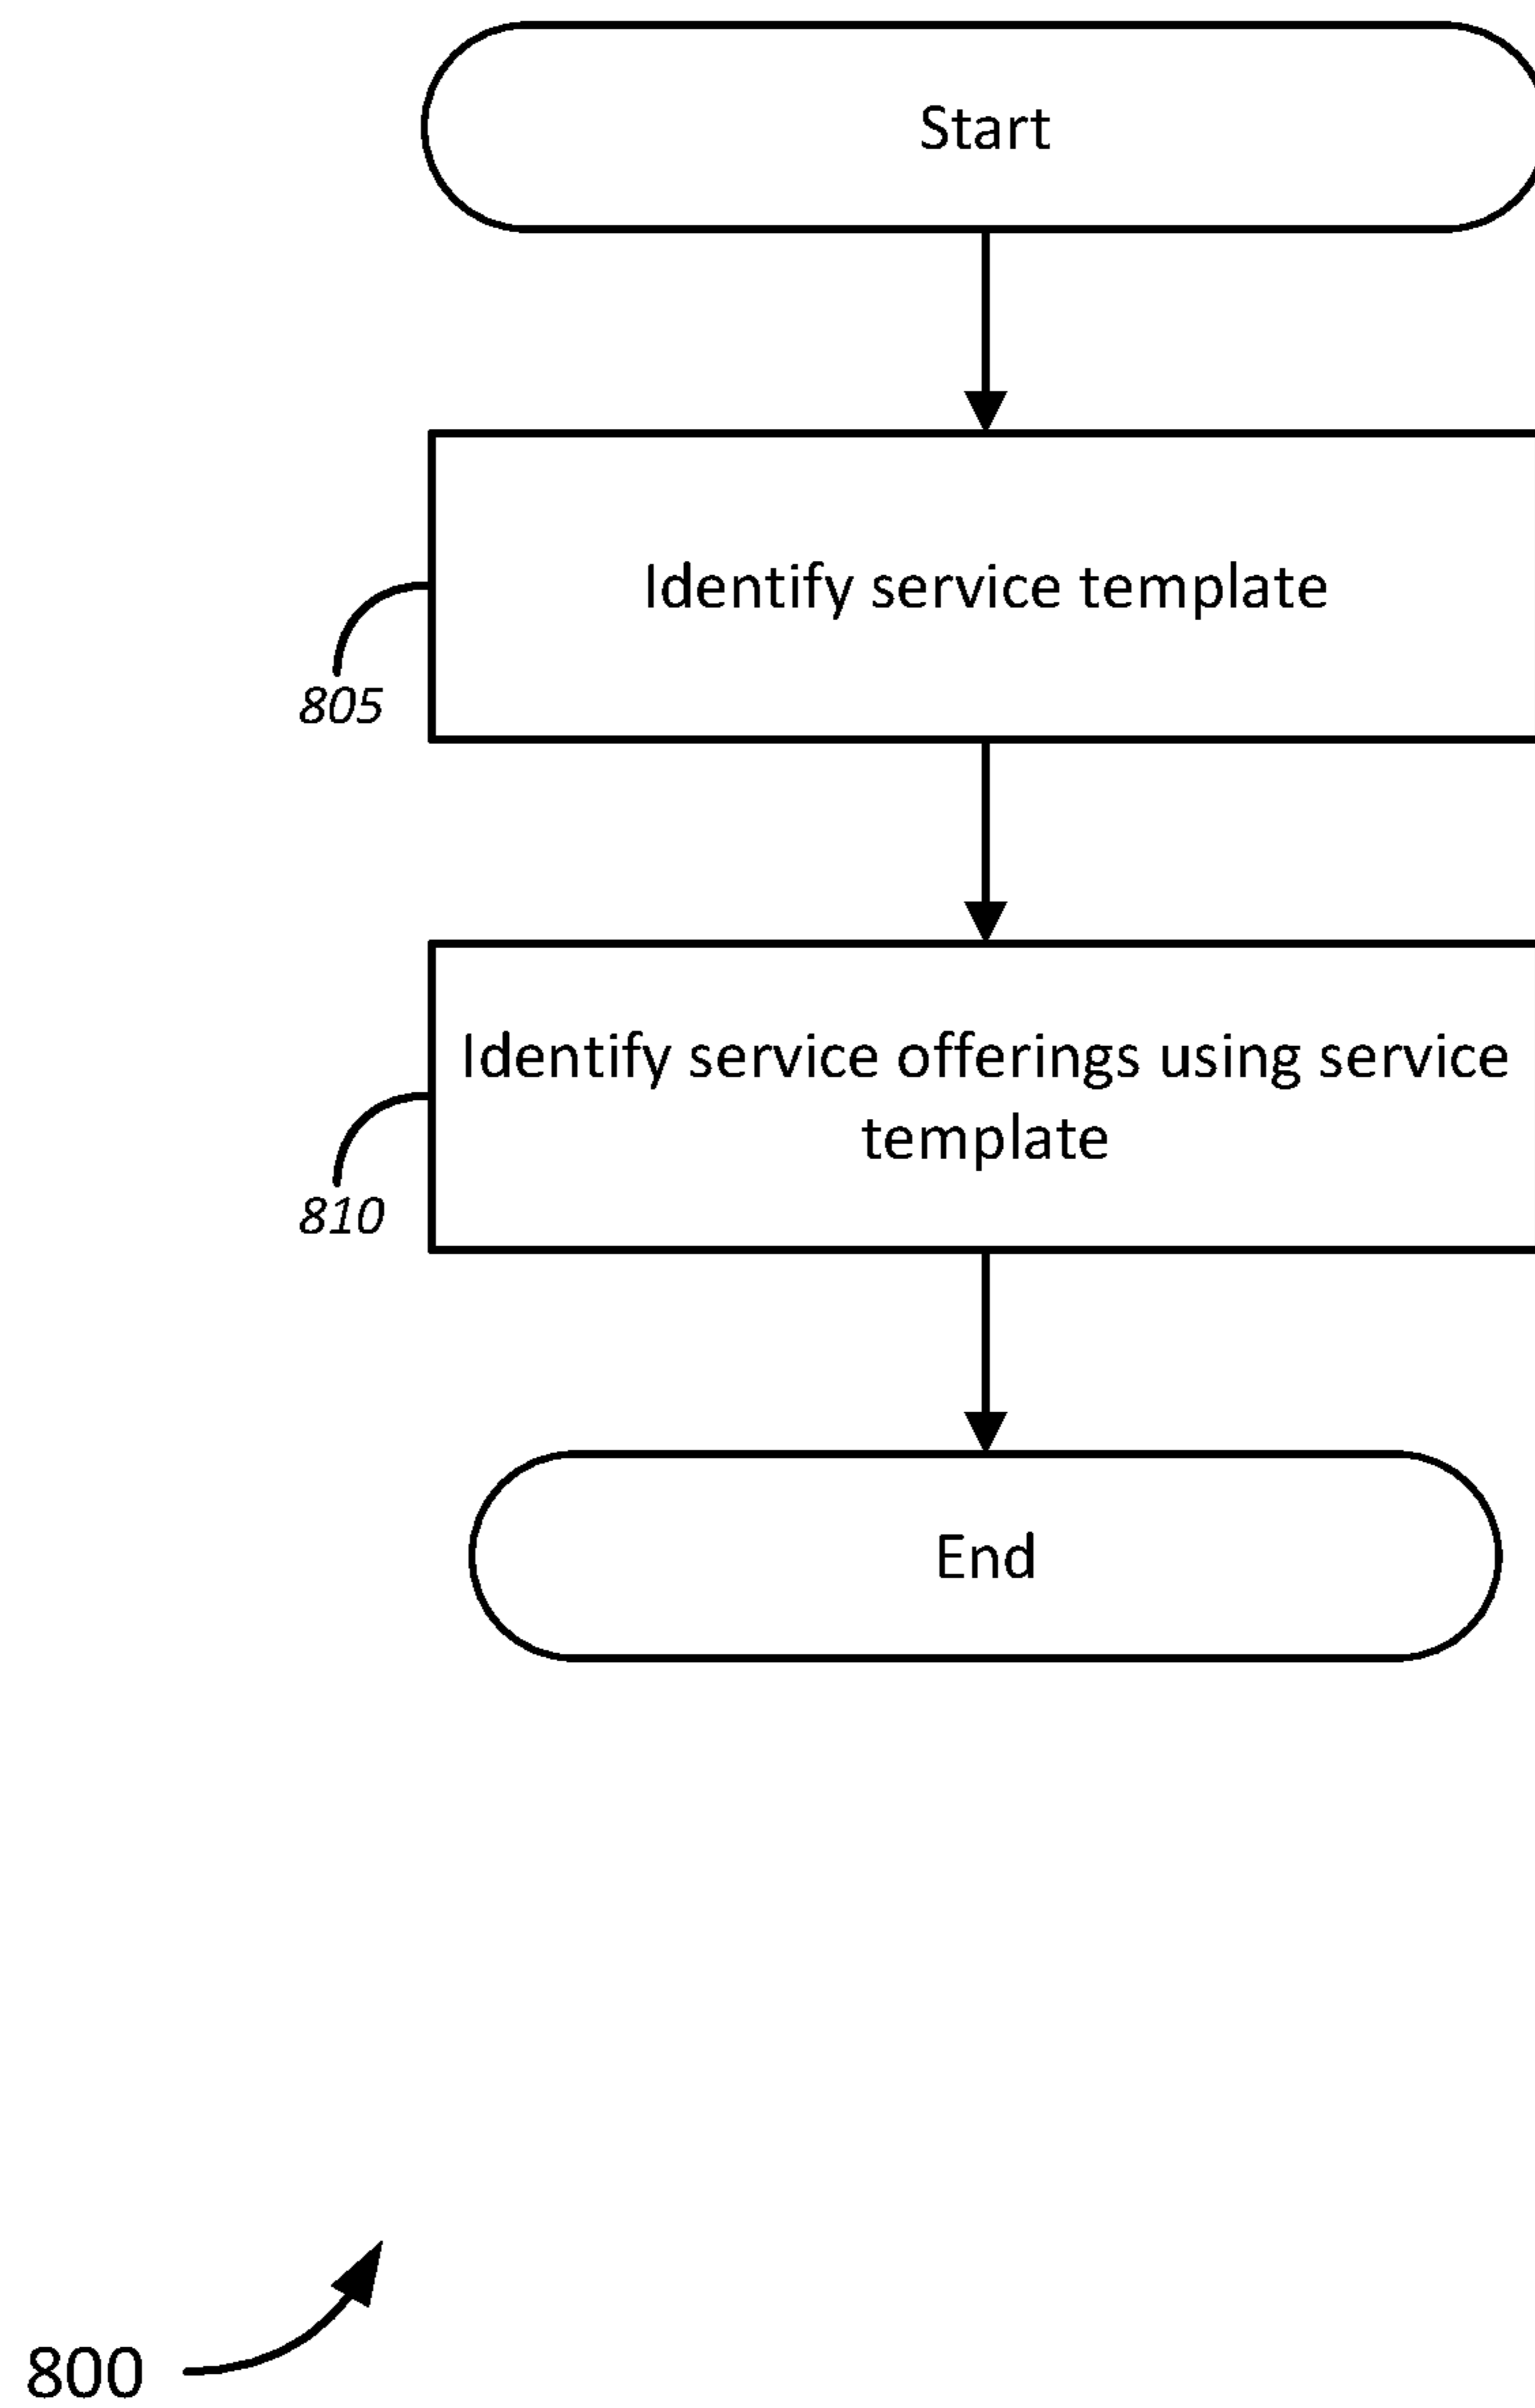 Start
Identify service template
805
Identify service offerings using service
template
810
End
800